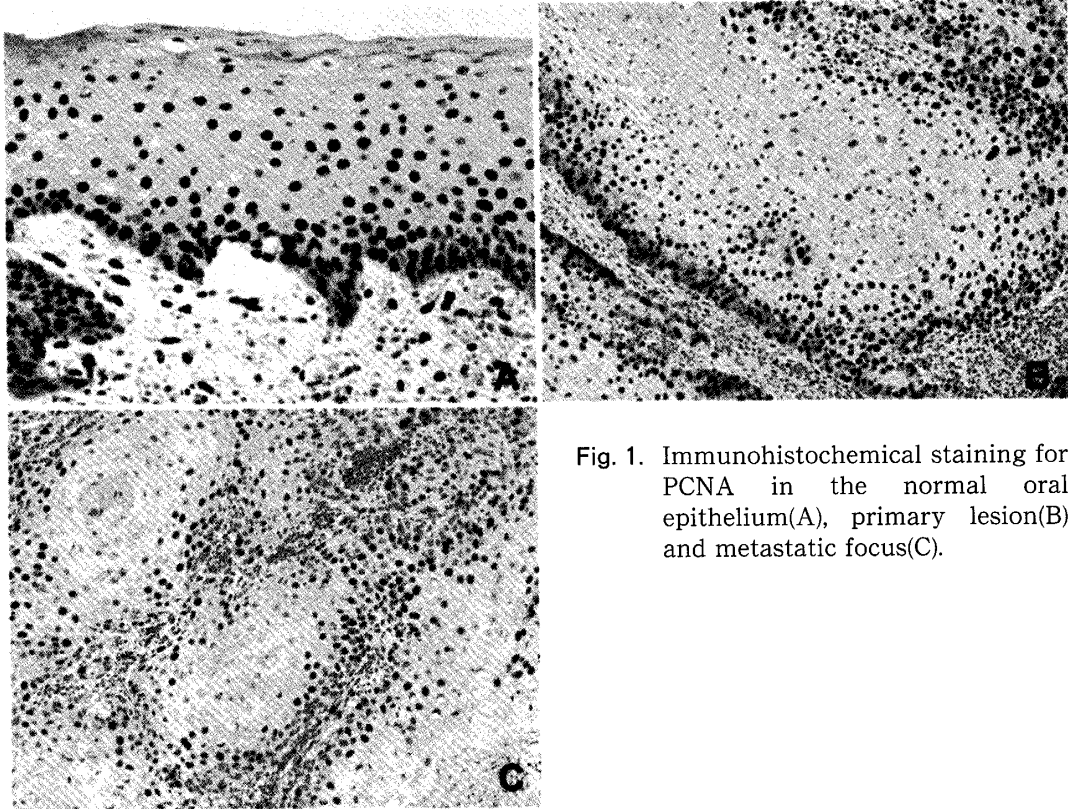 A
B
C
Fig. 1. Immunohistochemical staining for
PCNA in the normal oral
epithelium(A), primary lesion(B)
and metastatic focus(C).